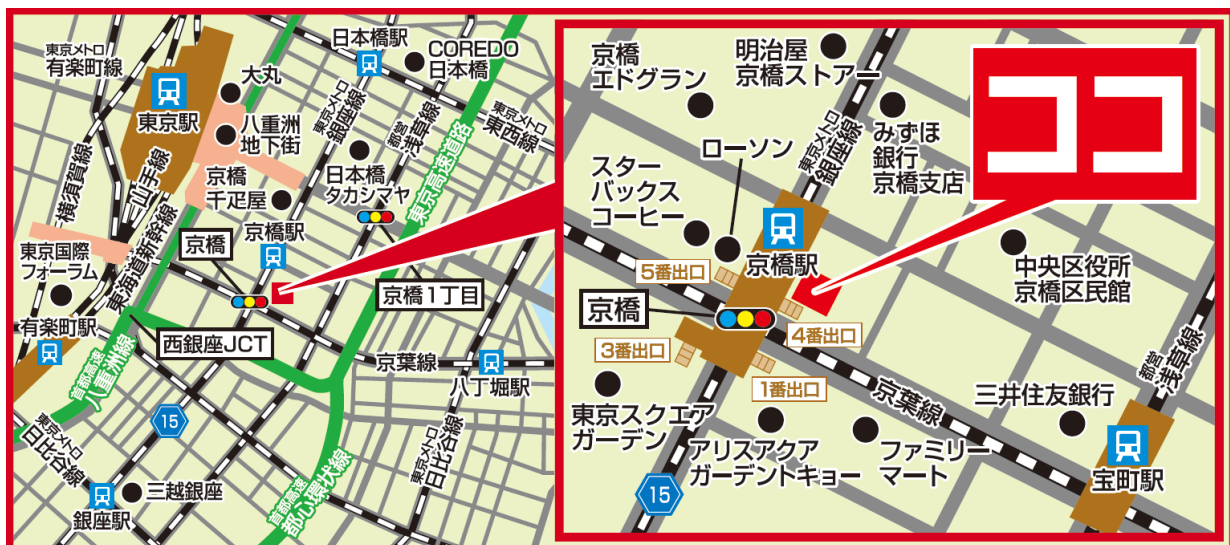 東京メトロ
有楽町線
東京駅
大丸
八重洲
地下街
日本橋駅
COREDO
日本橋
東京メトロ
銀座線
都営
浅草線
東京メトロ
東西線
横須賀線
山手線
東海道新幹線
京橋
千疋屋
日本橋
タカシマヤ
東京高速道路
京橋
京橋駅
京橋1丁目
東京国際
フォーラム
有楽町駅
西銀座JCT
首都高速
八重洲線
京葉線
八丁堀駅
15
東京メトロ
日比谷線
三越銀座
銀座駅
首都高速
都心環状線
東京メトロ
日比谷線
京橋
エドグラン
明治屋
京橋ストアー
ココ
東京メトロ
銀座線
みずほ
銀行
京橋支店
ローソン
スター
バックス
コーヒー
京橋駅
5番出口
中央区役所
京橋区民館
京橋
4番出口
3番出口
1番出口
東京スクエア
ガーデン
アリスアクア
ガーデントキョー
ファミリー
マート
京葉線
三井住友銀行
都営
浅草線
宝町駅
15